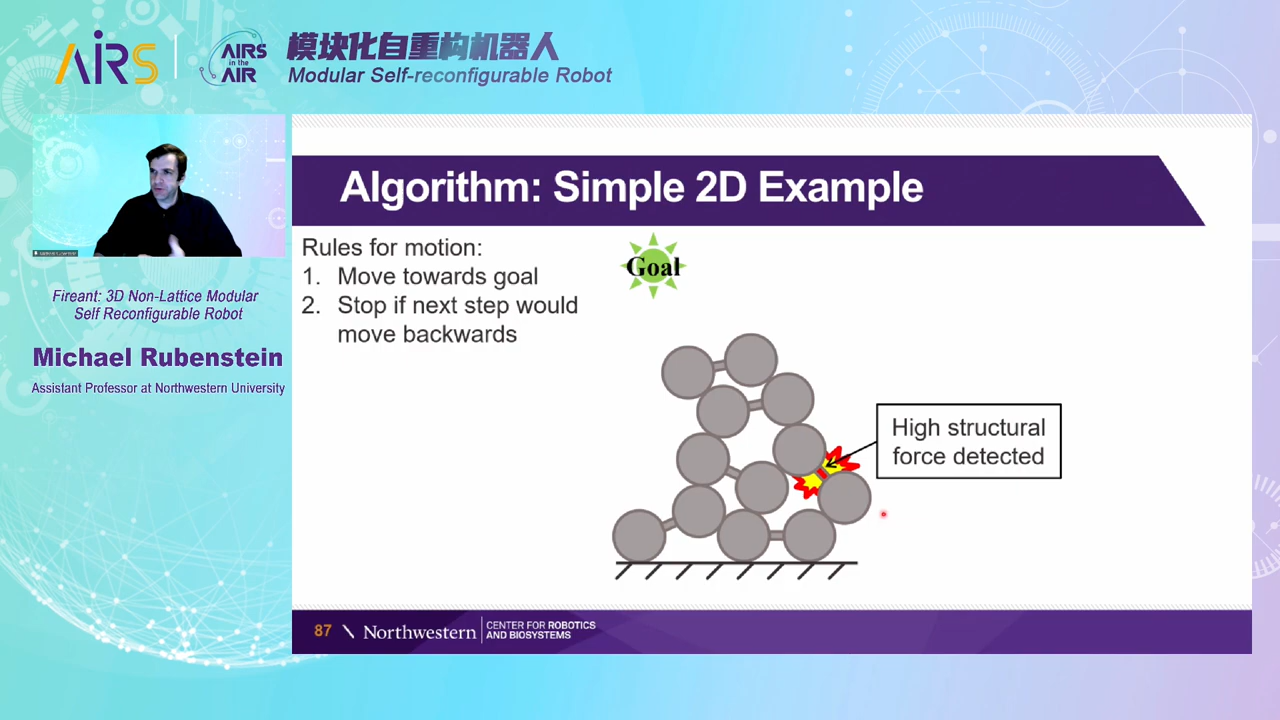 AIRS
AIRS
in the
AIR
模块化自重构机器人
Modular Self-reconfigurable Robot
Fireant: 3D Non-Lattice Modular
Self Reconfigurable Robot
Michael Rubenstein
Assistant Professor at Northwestern University
Algorithm: Simple 2D Example
Rules for motion:
1. Move towards goal
2. Stop if next step would
move backwards
Goal
High structural
force detected
87
Northwestern
CENTER FOR ROBOTICS
AND BIOSYSTEMS